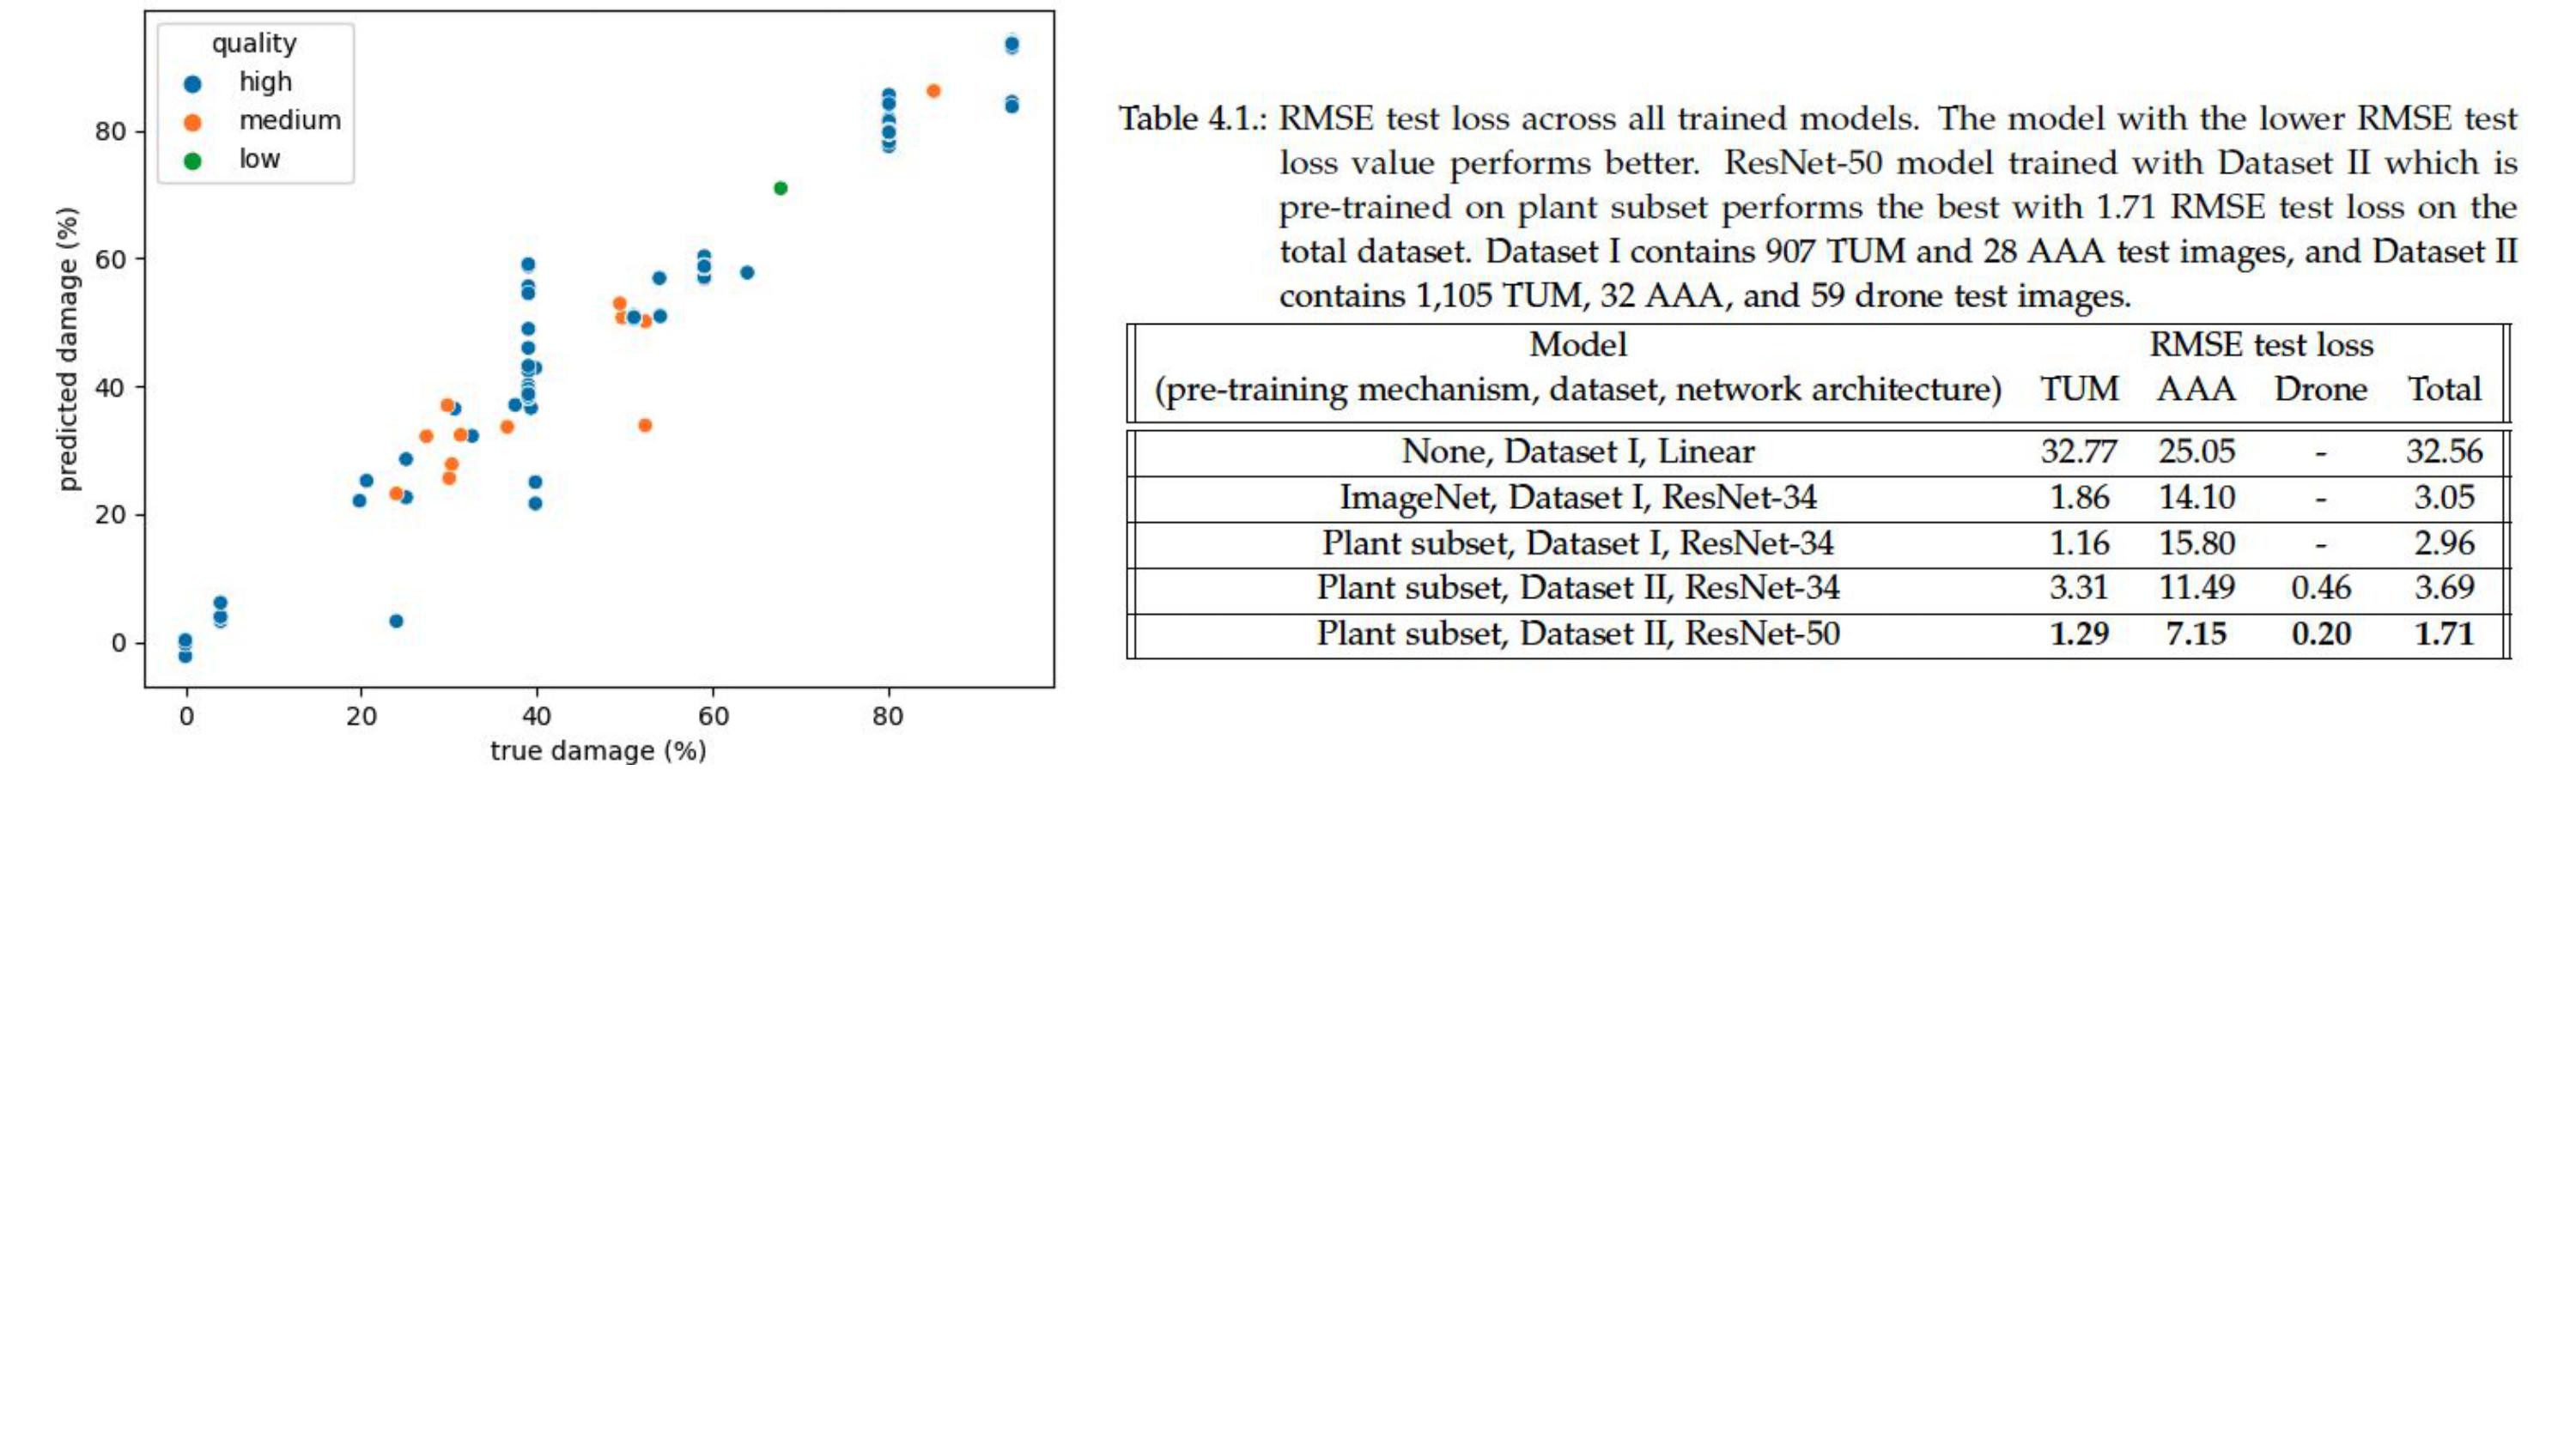 quality
high
medium
low
predicted damage (%)
80
60
40
20
0
0 20 40 60 80
true damage (%)
Table 4.1.: RMSE test loss across all trained models. The model with the lower RMSE test
loss value performs better. ResNet-50 model trained with Dataset II which is
pre-trained on plant subset performs the best with 1.71 RMSE test loss on the
total dataset. Dataset I contains 907 TUM and 28 AAA test images, and Dataset II
contains 1,105 TUM, 32 AAA, and 59 drone test images.
Model RMSE test loss
(pre-training mechanism, dataset, network architecture) TUM AAA Drone Total
None, Dataset I, Linear 32.77 25.05 - 32.56
ImageNet, Dataset I, ResNet-34 1.86 14.10 - 3.05
Plant subset, Dataset I, ResNet-34 1.16 15.80 - 2.96
Plant subset, Dataset II, ResNet-34 3.31 11.49 0.46 3.69
Plant subset, Dataset II, ResNet-50 1.29 7.15 0.20 1.71